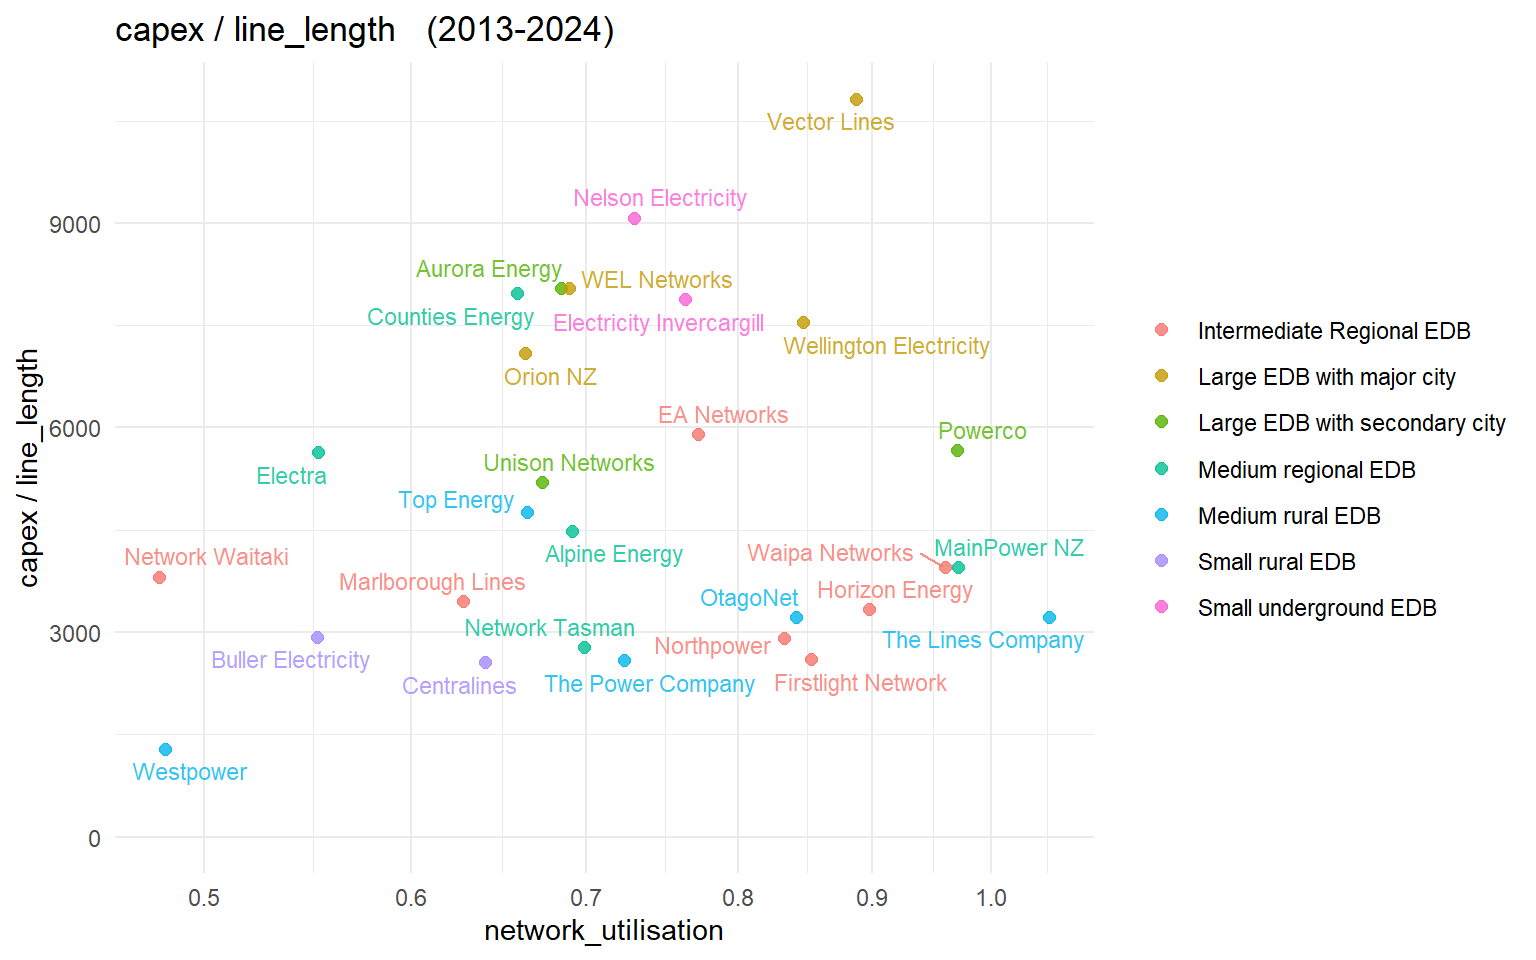 capex / line_length (2013-2024)
Vector Lines
Nelson Electricity
9000
Aurora Energy
WEL Networks
Counties Energy
Electricity Invercargill
Wellington Electricity
Orion NZ
EA Networks
6000
Powerco
Unison Networks
Electra
Top Energy
Alpine Energy
Network Waitaki
Waipa Networks
MainPower NZ
Marlborough Lines
Horizon Energy
OtagoNet
Network Tasman
3000
Northpower
The Lines Company
Buller Electricity
Centralines
The Power Company
Firstlight Network
Westpower
0
0.5 0.6 0.7 0.8 0.9 1.0
network_utilisation
capex / line_length
Intermediate Regional EDB
Large EDB with major city
Large EDB with secondary city
Medium regional EDB
Medium rural EDB
Small rural EDB
Small underground EDB